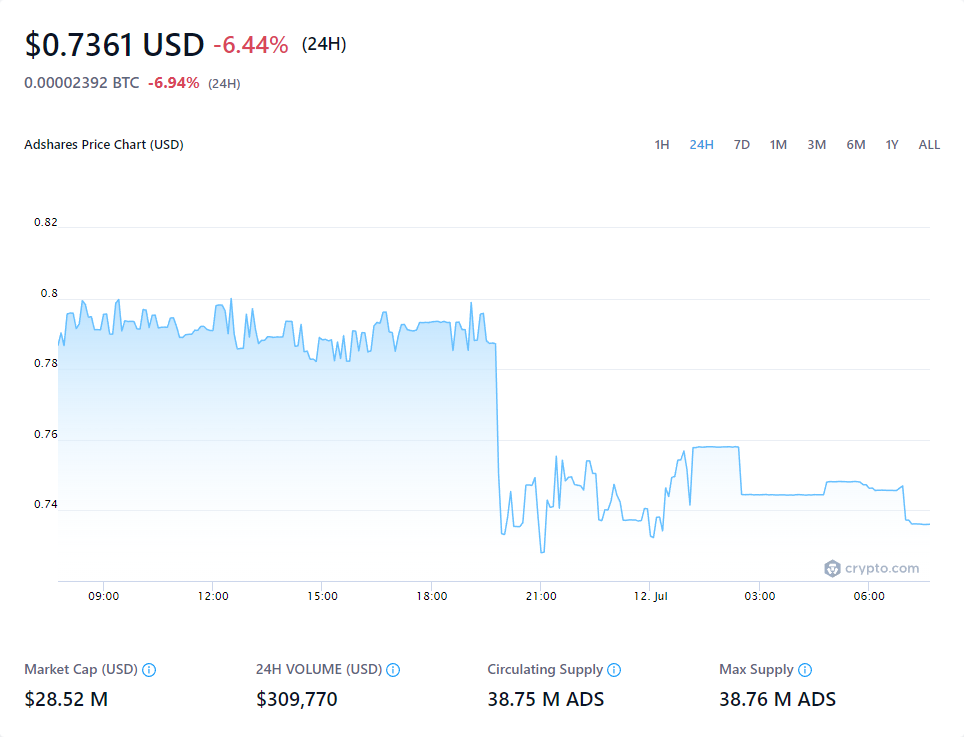 $0.7361 USD -6.44% (24H)
0.00002392 BTC -6.94% (24H)
Adshares Price Chart (USD) 1H 24H 7D 1M 3M 6M 1Y ALL
0.82
0.8
0.78
0.76
0.74
crypto.com
09:00 12:00 15:00 18:00 21:00 12. Jul 03:00 06:00
Market Cap (USD) 24H VOLUME (USD) Circulating Supply Max Supply
$28.52 M $309,770 38.75 M ADS 38.76 M ADS